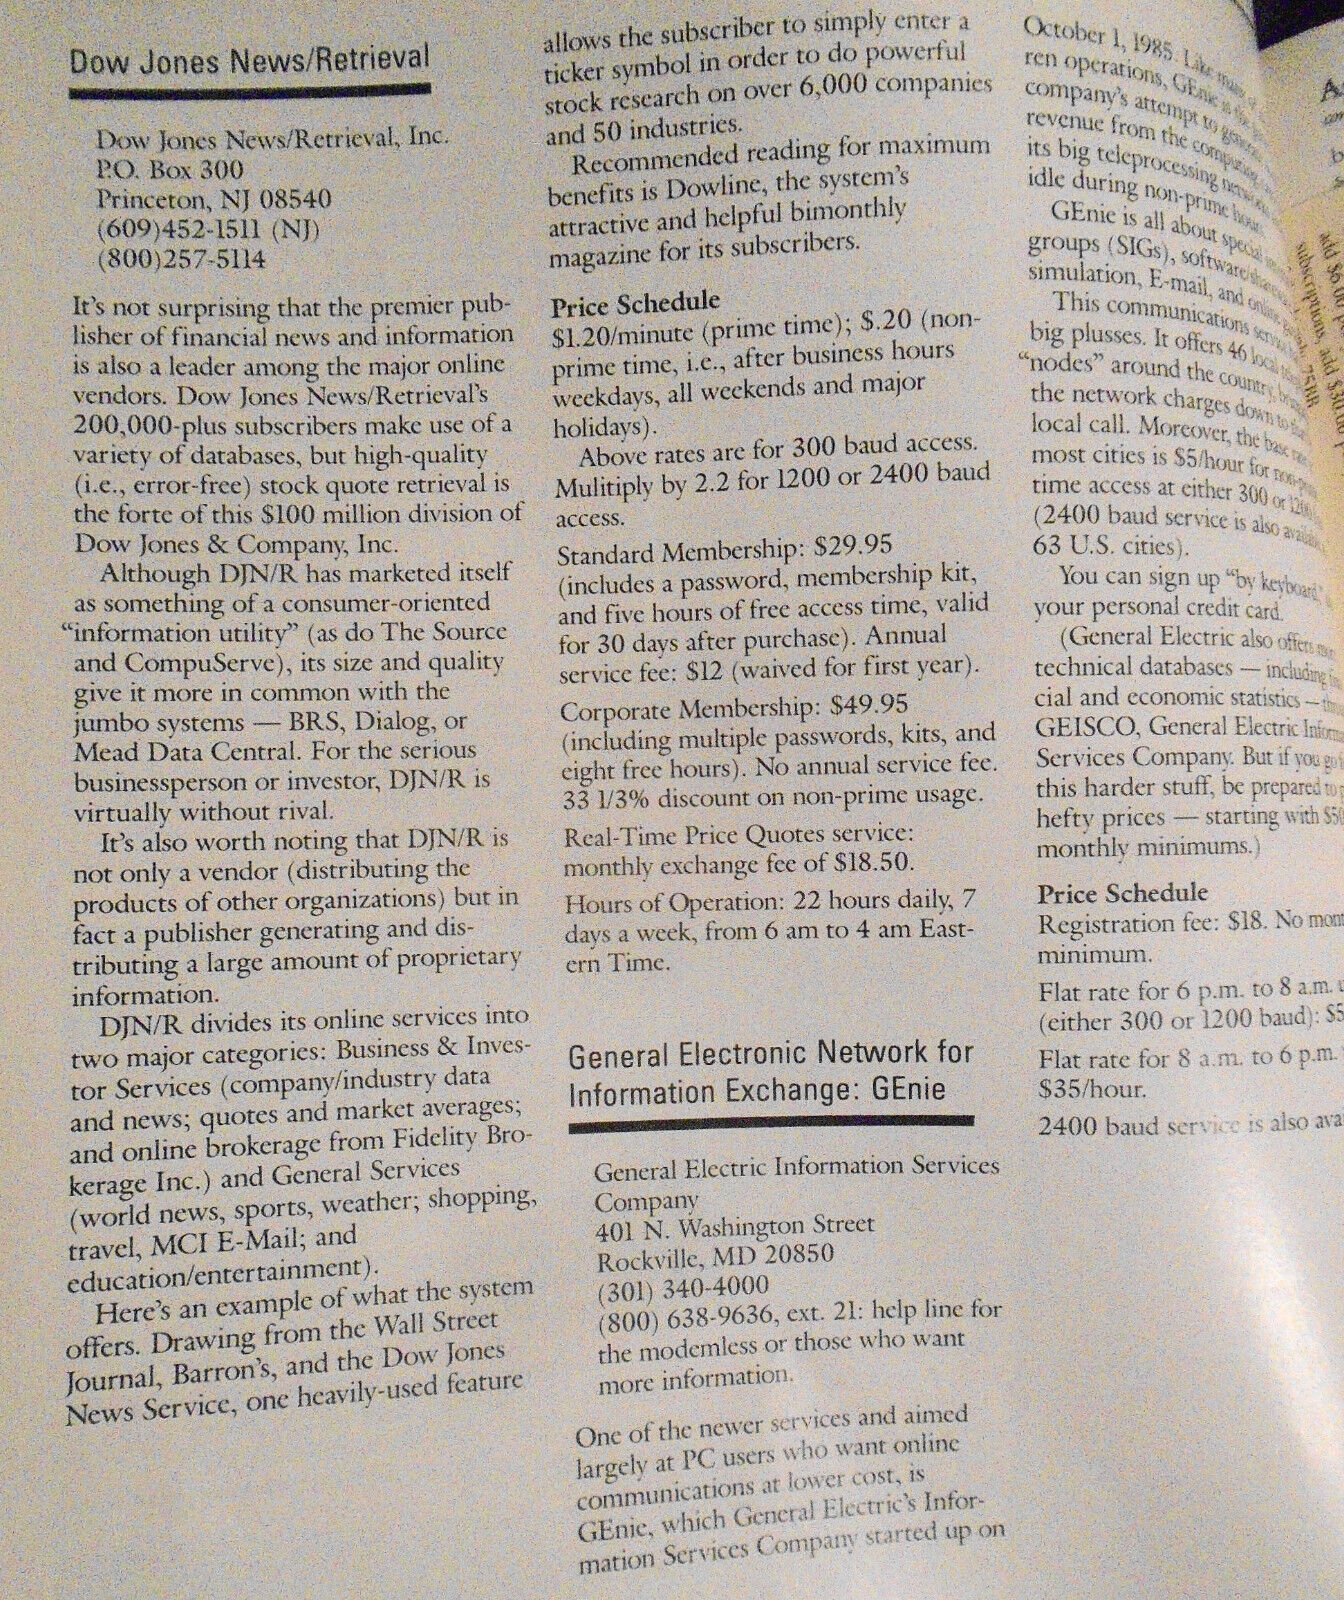 Dow Jones News/Retrieval
Dow Jones News/Retrieval, Inc.
P.O. Box 300
Princeton, NJ 08540
(609)452-1511 (NJ)
(800)257-5114
It's not surprising that the premier pub-
lisher of financial news and information
is also a leader among the major online
vendors. Dow Jones News/Retrieval's
200,000-plus subscribers make use of a
variety of databases, but high-quality
(i.e., error-free) stock quote retrieval is
the forte of this $100 million division of
Dow Jones & Company, Inc.
Although DJN/R has marketed itself
as something of a consumer-oriented
“information utility” (as do The Source
and CompuServe), its size and quality
give it more in common with the
jumbo systems — BRS, Dialog, or
Mead Data Central. For the serious
businessperson or investor, DJN/R is
virtually without rival.
It's also worth noting that DJN/R is
not only a vendor (distributing the
products of other organizations) but in
fact a publisher generating and dis-
tributing a large amount of proprietary
information.
DJN/R divides its online services into
two major categories: Business & Inves-
tor Services (company/industry data
and news; quotes and market averages;
and online brokerage from Fidelity Bro-
kerage Inc.) and General Services
(world news, sports, weather; shopping,
travel, MCI E-Mail; and
education/entertainment).
Here's an example of what the system
offers. Drawing from the Wall Street
Journal, Barron's, and the Dow Jones
News Service, one heavily-used feature
allows the subscriber to simply enter a
ticker symbol in order to do powerful
stock research on over 6,000 companies
and 50 industries.
Recommended reading for maximum
benefits is Dowline, the system's
attractive and helpful bimonthly
magazine for its subscribers.
Price Schedule
$1.20/minute (prime time); $.20 (non-
prime time, i.e., after business hours
weekdays, all weekends and major
holidays).
Above rates are for 300 baud access.
Mulitiply by 2.2 for 1200 or 2400 baud
access.
Standard Membership: $29.95
(includes a password, membership kit,
and five hours of free access time, valid
for 30 days after purchase). Annual
service fee: $12 (waived for first year).
Corporate Membership: $49.95
(including multiple passwords, kits, and
eight free hours). No annual service fee.
33 1/3% discount on non-prime usage.
Real-Time Price Quotes service:
monthly exchange fee of $18.50.
Hours of Operation: 22 hours daily, 7
days a week, from 6 am to 4 am East-
ern Time.
General Electronic Network for
Information Exchange: GEnie
General Electric Information Services
Company
401 N. Washington Street
Rockville, MD 20850
(301) 340-4000
(800) 638-9636, ext. 21: help line for
the modemless or those who want
more information.
One of the newer services and aimed
largely at PC users who want online
communications at lower cost, is
GEnie, which General Electric's Infor-
mation Services Company started up on
October 1, 1985. Like many
ren operations, GEnie is the
company's attempt to
revenue from the
its big teleprocessing
idle during non-prime hours.
GEnie is all about special
groups (SIGs), software
simulation, E-mail, and online
This communications service
big plusses. It offers 46 local
“nodes” around the country,
the network charges down to
local call. Moreover, the base
most cities is $5/hour for
time access at either 300 or
(2400 baud service is also
63 U.S. cities).
You can sign up “by keyboard,”
your personal credit card.
(General Electric also offers
technical databases — including
cial and economic statistics —
GEISCO, General Electric
Services Company. But if you go
this harder stuff, be prepared to
hefty prices — starting with
monthly minimums.)
Price Schedule
Registration fee: $18. No
minimum.
Flat rate for 6 p.m. to 8 a.m.
(either 300 or 1200 baud): $5
Flat rate for 8 a.m. to 6 p.m.
$35/hour.
2400 baud service is also